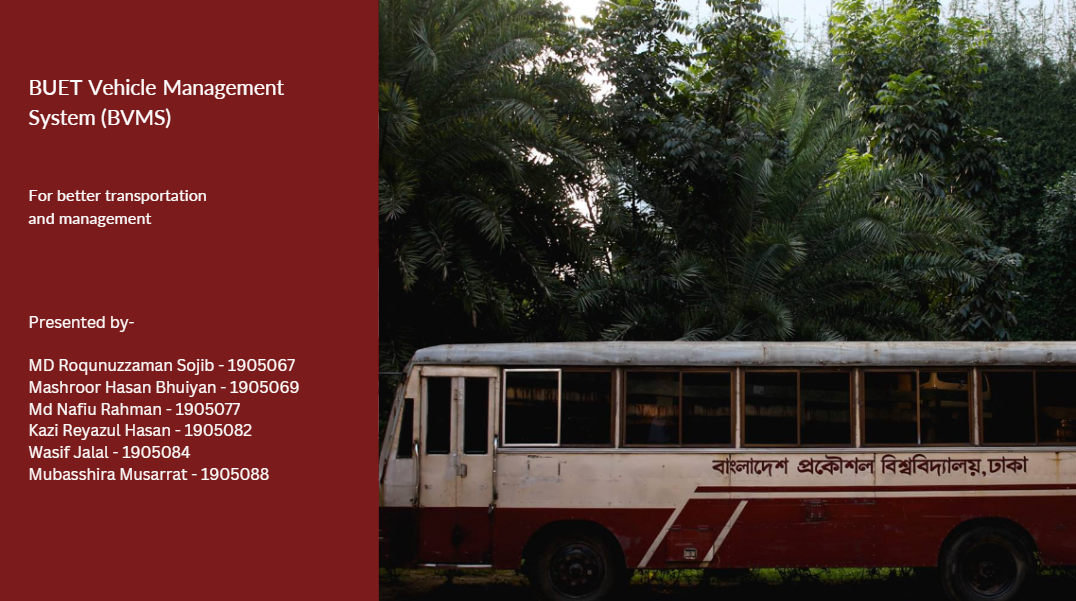 BUET Vehicle Management
System (BVMS)
For better transportation
and management
Presented by-
MD Roqunuzzaman Sojib - 1905067
Mashroor Hasan Bhuiyan - 1905069
Md Nafiu Rahman - 1905077
Kazi Reyazul Hasan - 1905082
Wasif Jalal - 1905084
Mubasshira Musarrat - 1905088
বাংলাদেশ প্রকৌশল বিশ্ববিদ্যালয়, ঢাকা